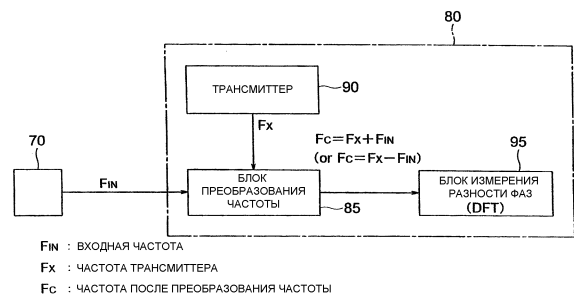 80
ТРАНСМИТТЕР
90
FX
FC=FX+FIN
(or FC=FX−FIN)
70
95
FIN
БЛОК
ПРЕОБРАЗОВАНИЯ
ЧАСТОТЫ
85
БЛОК ИЗМЕРЕНИЯ
РАЗНОСТИ ФАЗ
(DFT)
FIN : ВХОДНАЯ ЧАСТОТА
FX : ЧАСТОТА ТРАНСМИТТЕРА
FC : ЧАСТОТА ПОСЛЕ ПРЕОБРАЗОВАНИЯ ЧАСТОТЫ